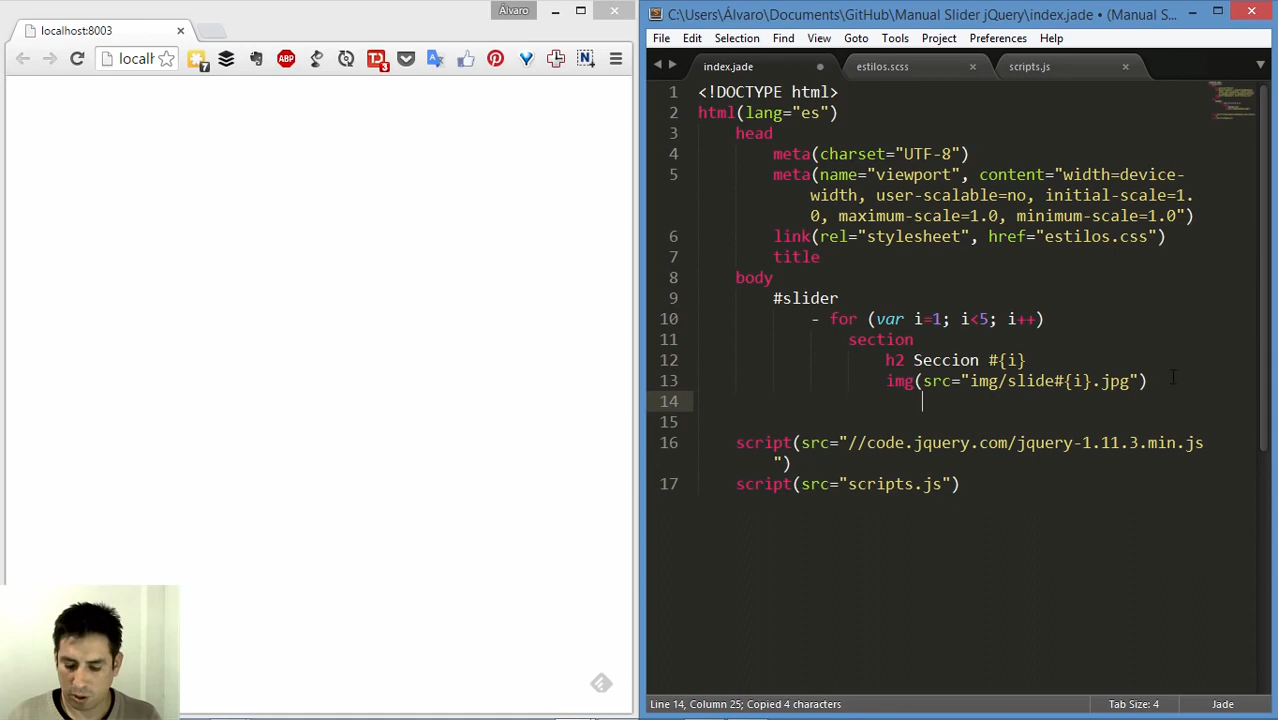 Álvaro
localhost:8003
localh
7
ABP
TD
3
N
C:\Users\Álvaro\Documents\GitHub\Manual Slider jQuery\index.jade • (Manual S...
File Edit Selection Find View Goto Tools Project Preferences Help
index.jade estilos.scss scripts.js
1 <!DOCTYPE html>
2 html(lang="es")
3 head
4 meta(charset="UTF-8")
5 meta(name="viewport", content="width=device-
width, user-scalable=no, initial-scale=1.
0, maximum-scale=1.0, minimum-scale=1.0")
6 link(rel="stylesheet", href="estilos.css")
7 title
8 body
9 #slider
10 - for (var i=1; i<5; i++)
11 section
12 h2 Seccion #{i}
13 img(src="img/slide#{i}.jpg")
14
15
16 script(src="//code.jquery.com/jquery-1.11.3.min.js
")
17 script(src="scripts.js")
Line 14, Column 25; Copied 4 characters Tab Size: 4 Jade